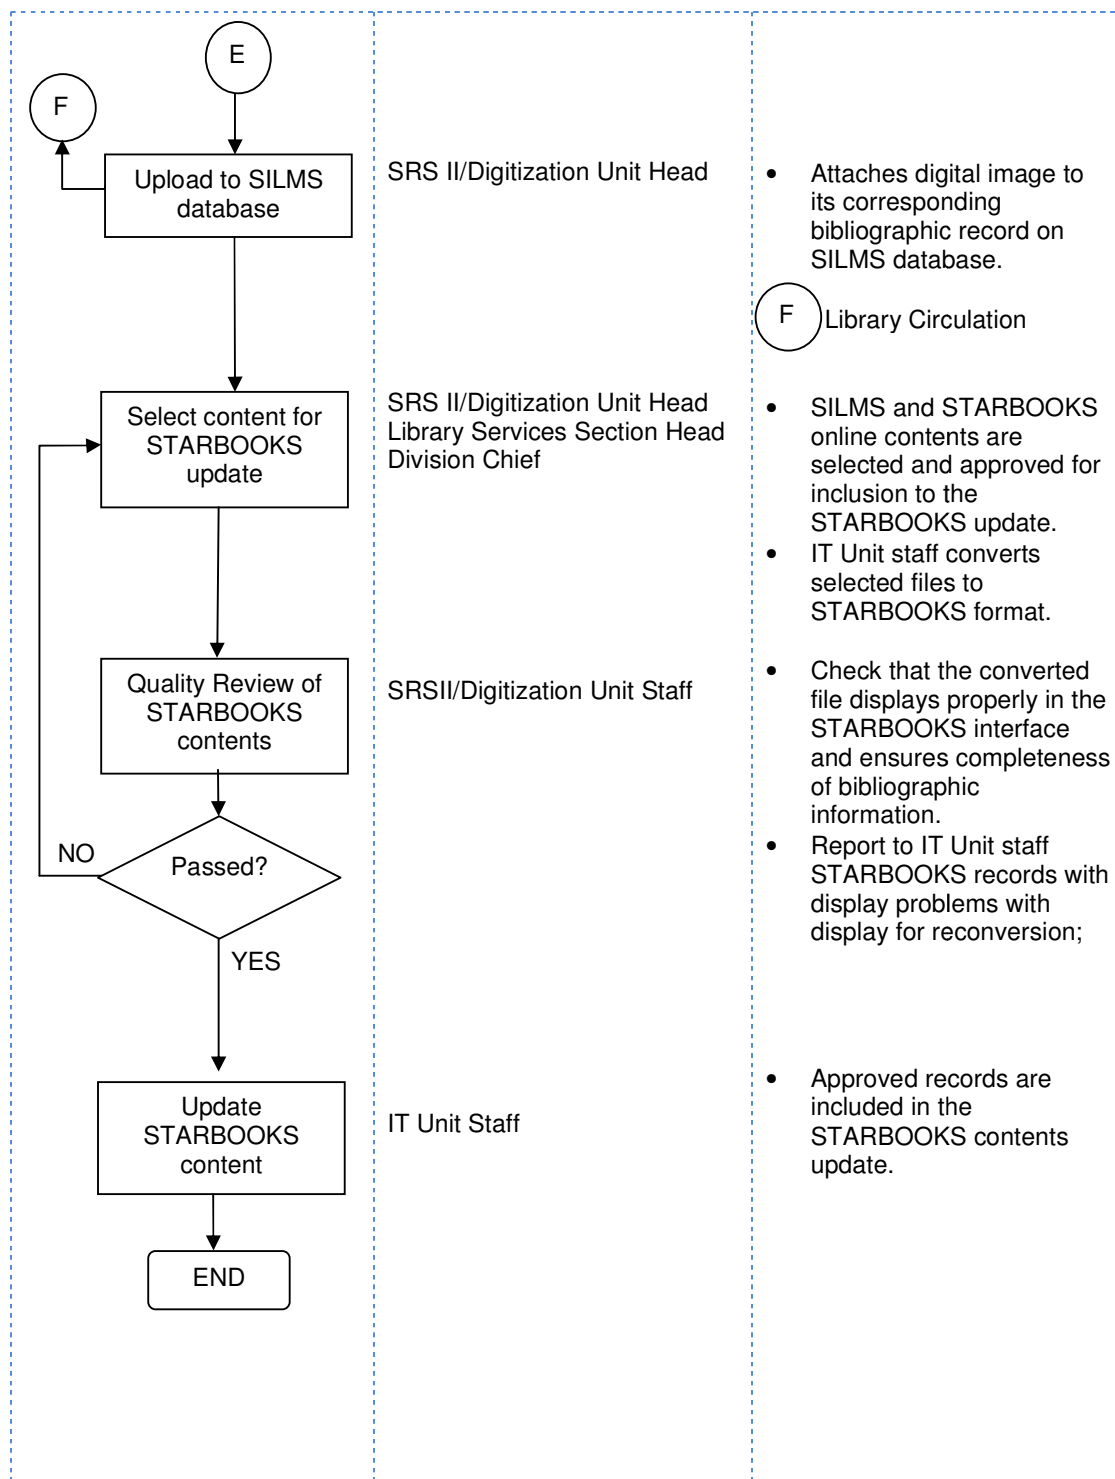 E
F
Upload to SILMS
database
SRS II/Digitization Unit Head
• Attaches digital image to
its corresponding
bibliographic record on
SILMS database.
F Library Circulation
Select content for
STARBOOKS
update
SRS II/Digitization Unit Head
Library Services Section Head
Division Chief
• SILMS and STARBOOKS
online contents are
selected and approved for
inclusion to the
STARBOOKS update.
• IT Unit staff converts
selected files to
STARBOOKS format.
Quality Review of
STARBOOKS
contents
SRSII/Digitization Unit Staff
• Check that the converted
file displays properly in the
STARBOOKS interface
and ensures completeness
of bibliographic
information.
• Report to IT Unit staff
STARBOOKS records with
display problems with
display for reconversion;
NO
Passed?
YES
Update
STARBOOKS
content
IT Unit Staff
• Approved records are
included in the
STARBOOKS contents
update.
END